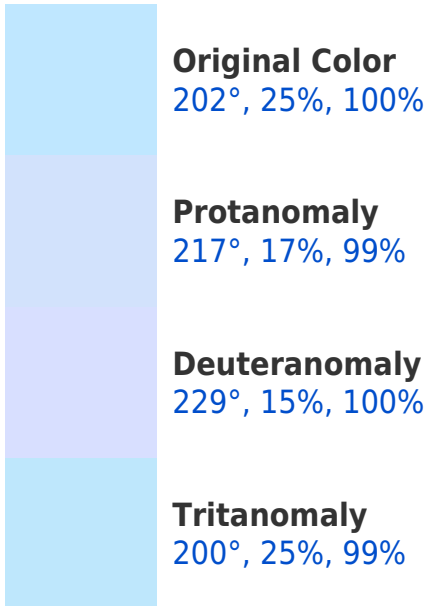 Original Color
202°, 25%, 100%
Protanomaly
217°, 17%, 99%
Deuteranomaly
229°, 15%, 100%
Tritanomaly
200°, 25%, 99%